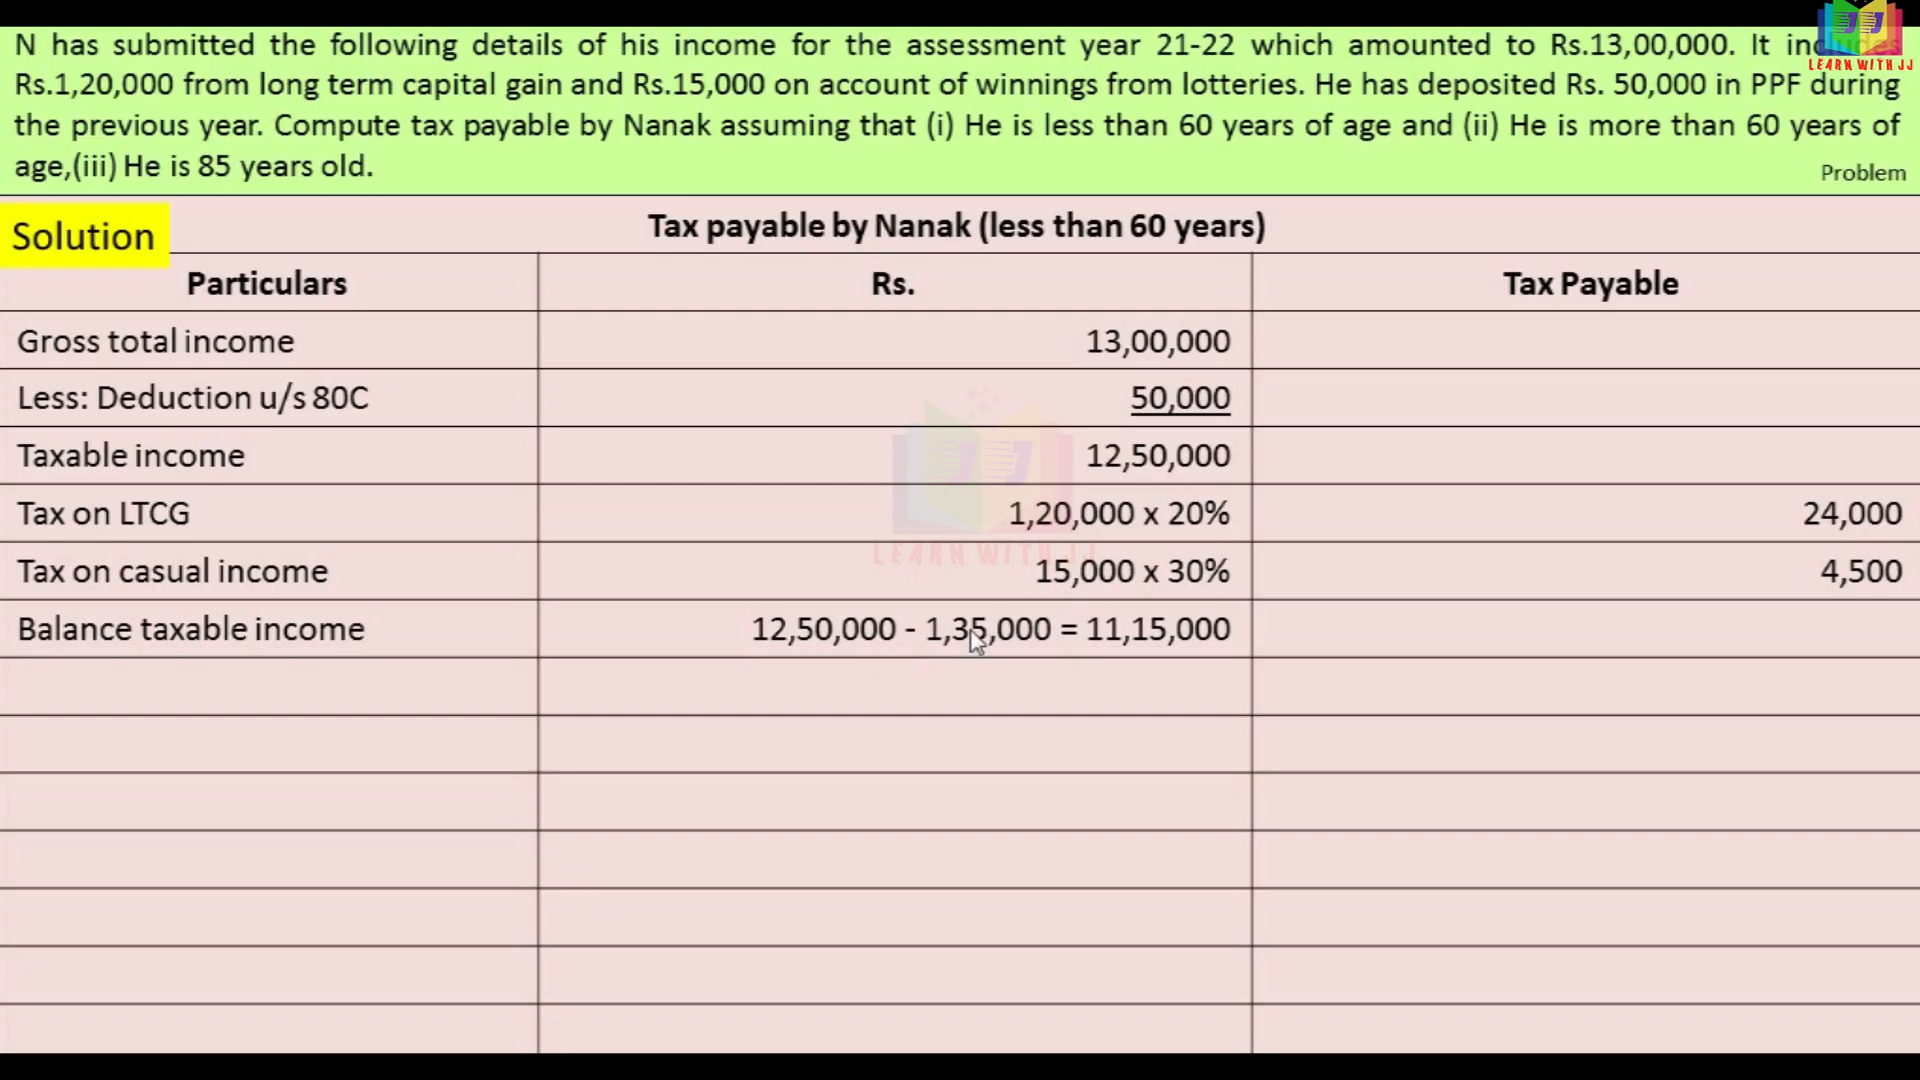 N has submitted the following details of his income for the assessment year 21-22 which amounted to Rs.13,00,000. It includes
LEARN WITH JJ
Rs.1,20,000 from long term capital gain and Rs.15,000 on account of winnings from lotteries. He has deposited Rs. 50,000 in PPF during
the previous year. Compute tax payable by Nanak assuming that (i) He is less than 60 years of age and (ii) He is more than 60 years of
age,(iii) He is 85 years old.
Problem
Solution
Tax payable by Nanak (less than 60 years)
Particulars Rs. Tax Payable
Gross total income 13,00,000
Less: Deduction u/s 80C 50,000
Taxable income 12,50,000
Tax on LTCG 1,20,000 x 20% 24,000
LEARN WITH JJ
Tax on casual income 15,000 x 30% 4,500
Balance taxable income 12,50,000 - 1,35,000 = 11,15,000